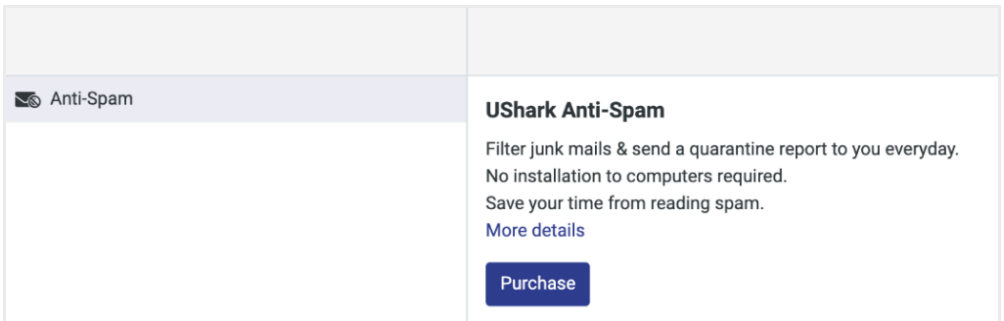 Anti-Spam
UShark Anti-Spam
Filter junk mails & send a quarantine report to you everyday.
No installation to computers required.
Save your time from reading spam.
More details
Purchase